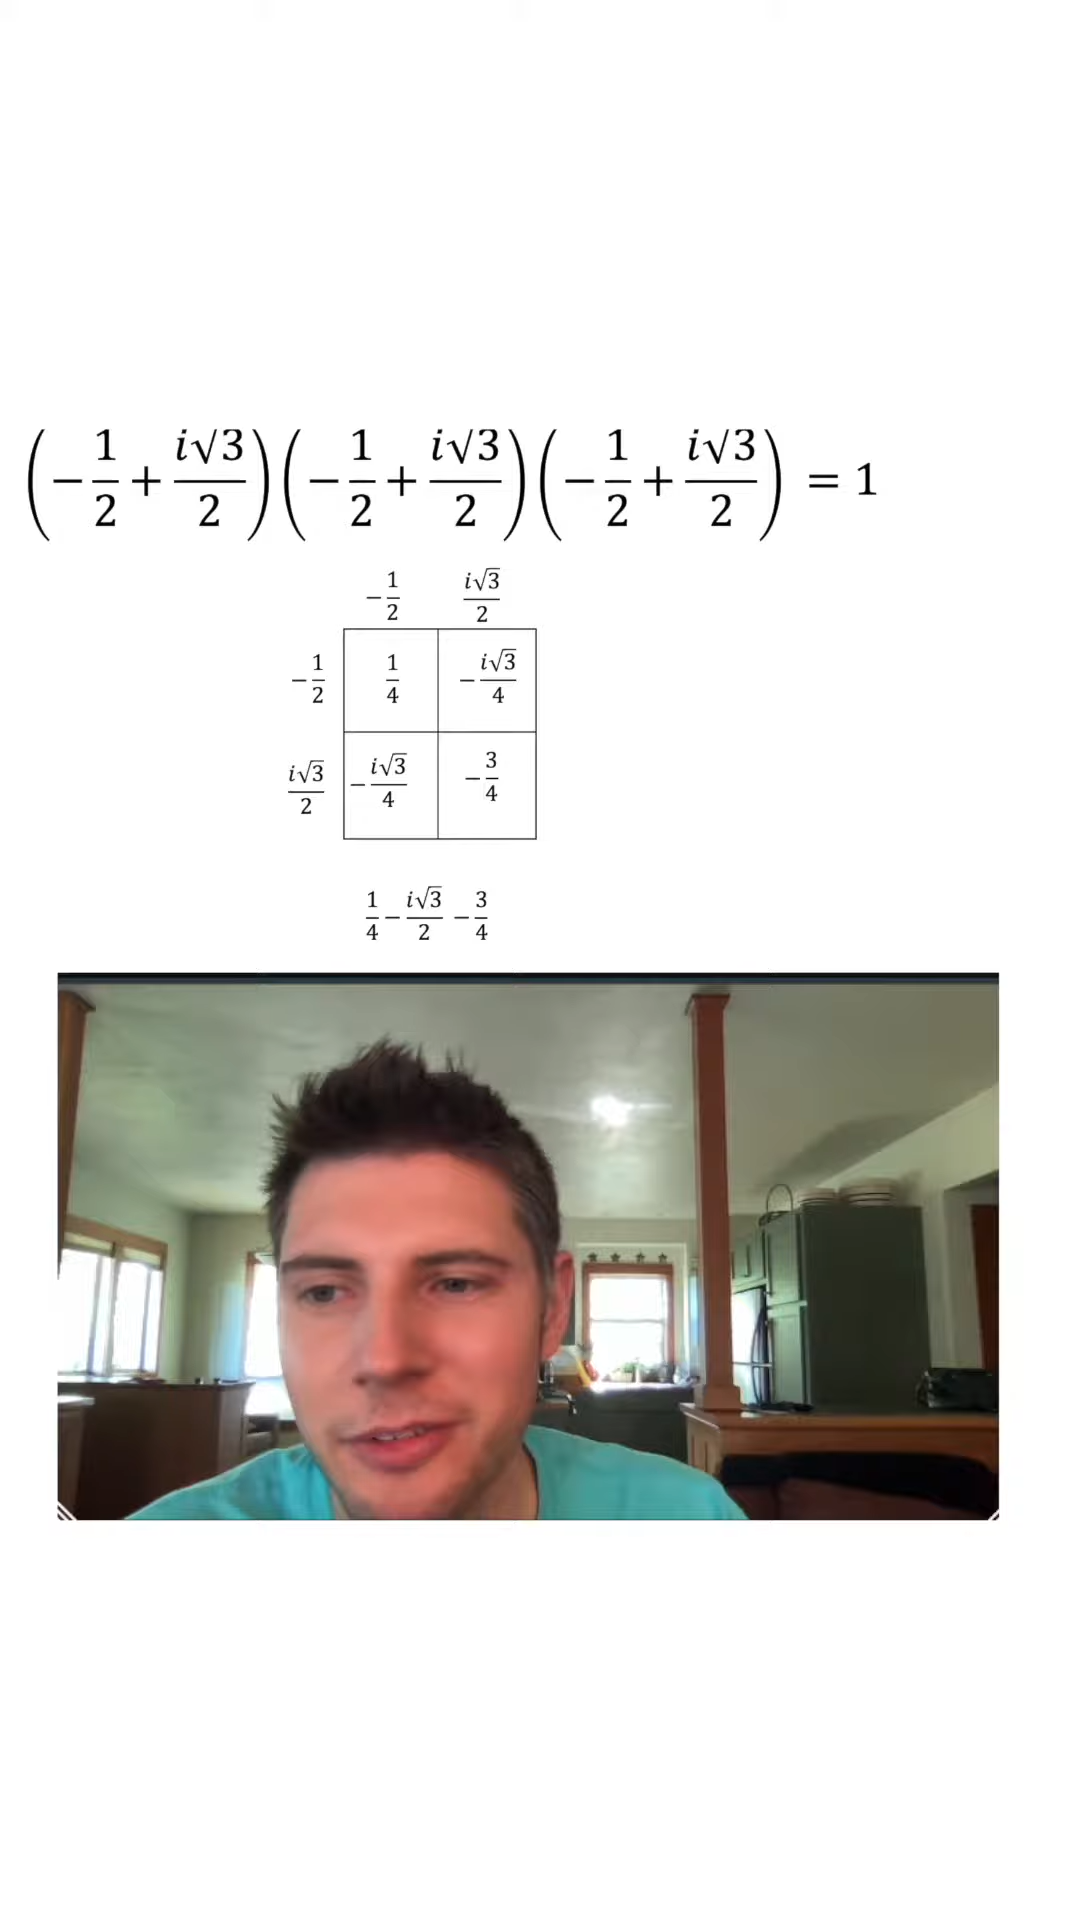 (−1/2 + i√3/2)(−1/2 + i√3/2)(−1/2 + i√3/2) = 1
−1/2 i√3/2
−1/2 1/4 −i√3/4
i√3/2 −i√3/4 −3/4
1/4 − i√3/2 − 3/4